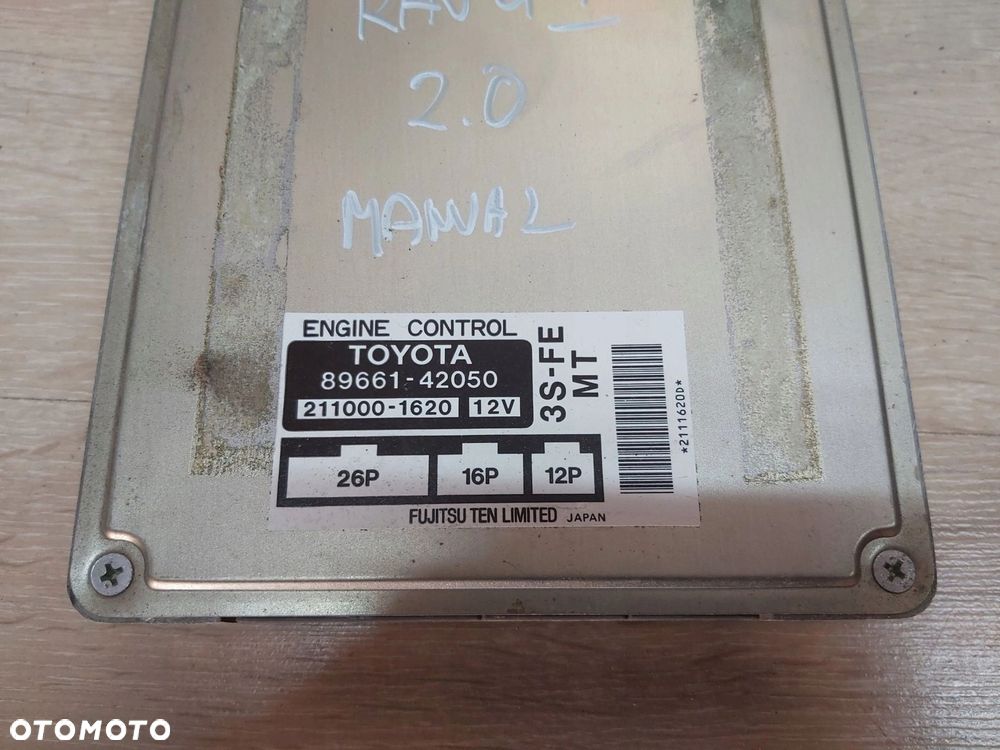 RAV4 I
2.0
MANUAL
ENGINE CONTROL
TOYOTA
89661-42050
211000-1620 12V
3S-FE
MT
26P 16P 12P
*2111620D*
FUJITSU TEN LIMITED JAPAN
OTOMOTO